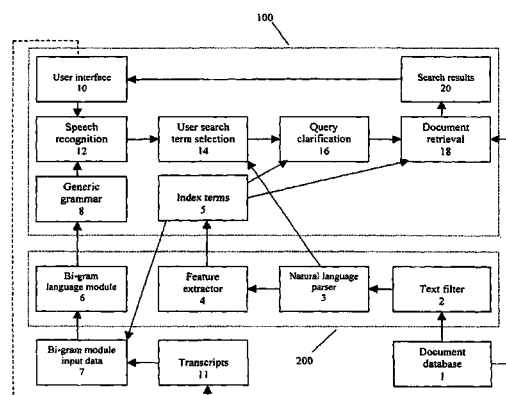 100
User interface
10
Search results
20
Speech
recognition
12
User search
term selection
14
Query
clarification
16
Document
retrieval
18
Generic
grammer
8
Index terms
5
Bi-gram
language module
6
Feature
extractor
4
Natural language
parser
3
Text filter
2
200
Bi-gram module
input data
7
Transcripts
11
Document
database
1